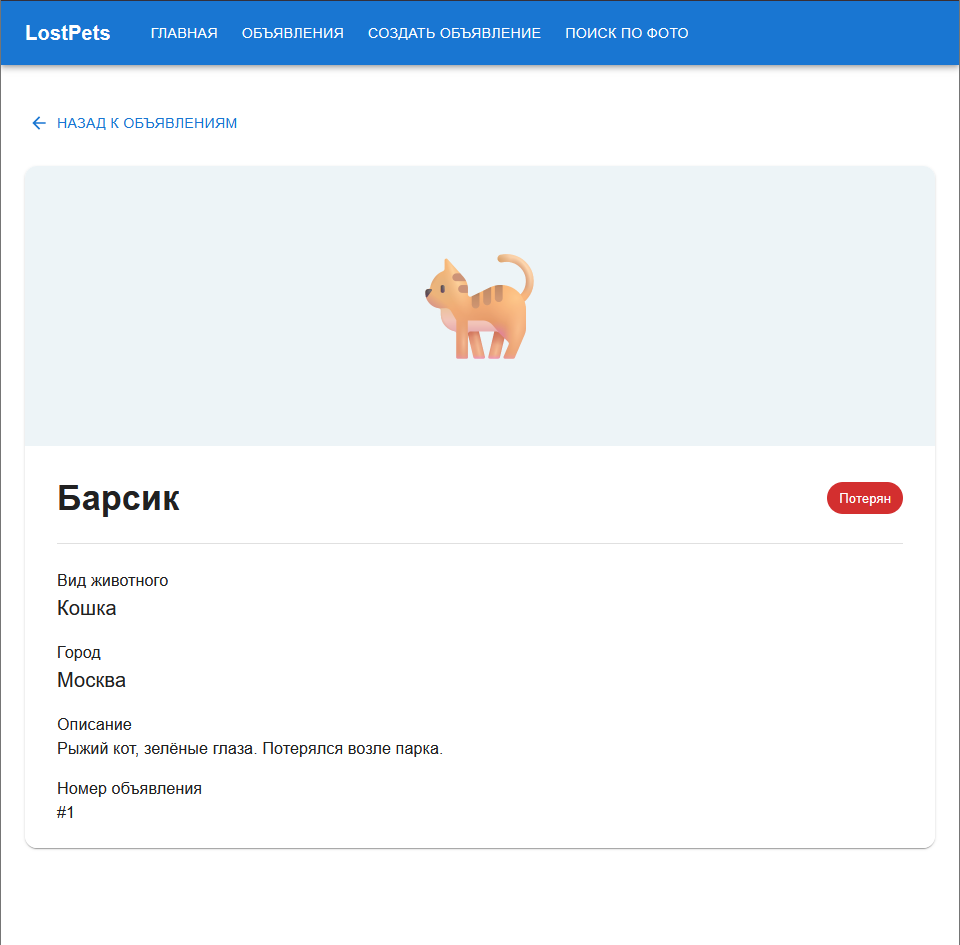 LostPets ГЛАВНАЯ ОБЪЯВЛЕНИЯ СОЗДАТЬ ОБЪЯВЛЕНИЕ ПОИСК ПО ФОТО
НАЗАД К ОБЪЯВЛЕНИЯМ
Барсик Потерян
Вид животного
Кошка
Город
Москва
Описание
Рыжий кот, зелёные глаза. Потерялся возле парка.
Номер объявления
#1